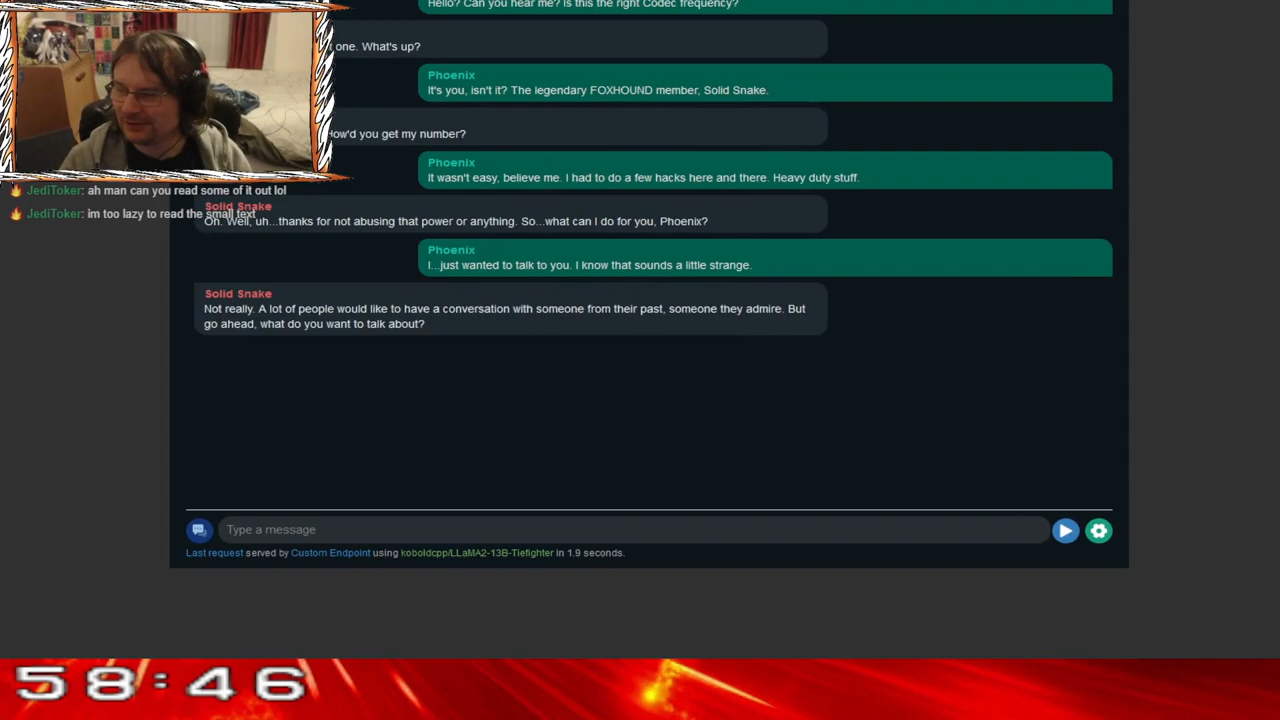 Hello? Can you hear me? Is this the right Codec frequency?
one. What's up?
Phoenix
It's you, isn't it? The legendary FOXHOUND member, Solid Snake.
How'd you get my number?
Phoenix
It wasn't easy, believe me. I had to do a few hacks here and there. Heavy duty stuff.
JediToker: ah man can you read some of it out lol
JediToker: im too lazy to read the small text
Solid Snake
Oh. Well, uh...thanks for not abusing that power or anything. So...what can I do for you, Phoenix?
Phoenix
I...just wanted to talk to you. I know that sounds a little strange.
Solid Snake
Not really. A lot of people would like to have a conversation with someone from their past, someone they admire. But
go ahead, what do you want to talk about?
Type a message
Last request served by Custom Endpoint using koboldcpp/LLaMA2-13B-Tiefighter in 1.9 seconds.
58:46